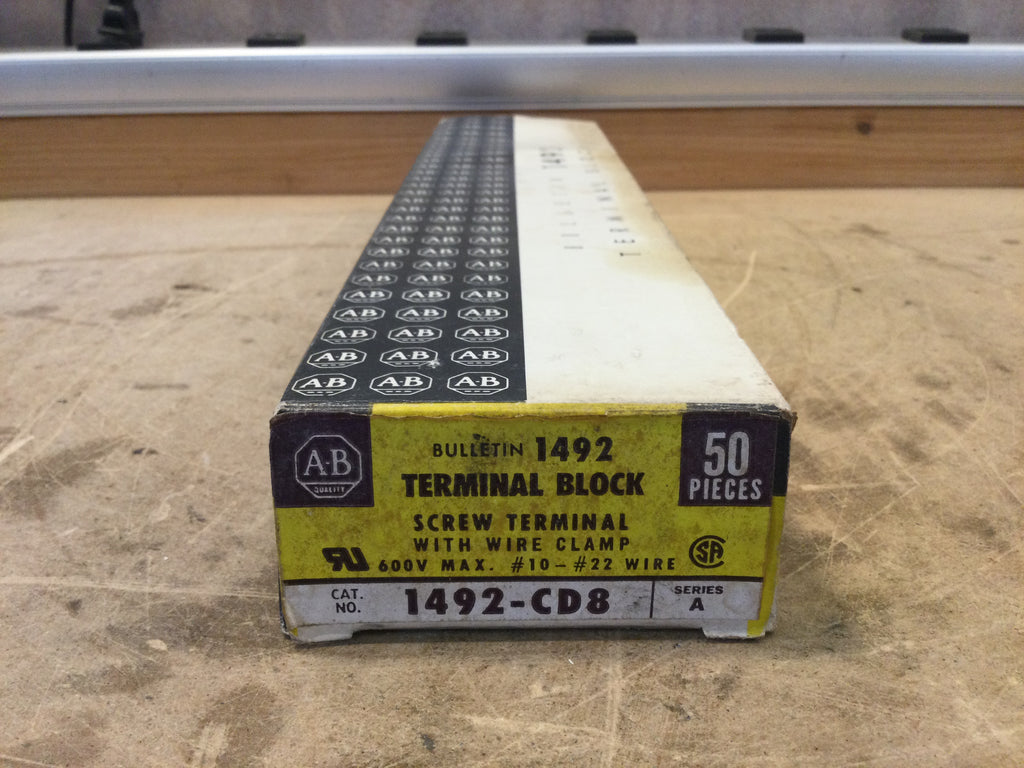 A-B
QUALITY
BULLETIN 1492
TERMINAL BLOCK
50
PIECES
SCREW TERMINAL
WITH WIRE CLAMP
600V MAX. #10-#22 WIRE
CAT.
NO.
1492-CD8
SERIES
A
A-B A-B A-B
A-B A-B A-B
A-B A-B A-B
A-B A-B A-B
A-B A-B A-B
1492